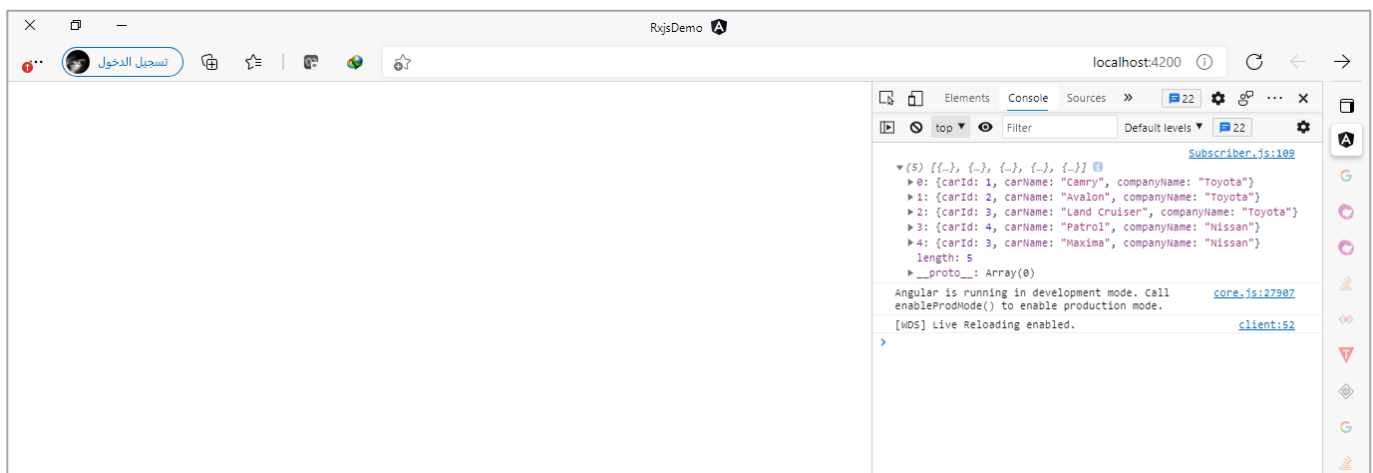 RxjsDemo
تسجيل الدخول
localhost:4200
Elements Console Sources » 22
top ▼ Filter Default levels ▼ 22
Subscriber.js:109
▼(5) [{…}, {…}, {…}, {…}, {…}]
▶0: {carId: 1, carName: "Camry", companyName: "Toyota"}
▶1: {carId: 2, carName: "Avalon", companyName: "Toyota"}
▶2: {carId: 3, carName: "Land Cruiser", companyName: "Toyota"}
▶3: {carId: 4, carName: "Patrol", companyName: "Nissan"}
▶4: {carId: 3, carName: "Maxima", companyName: "Nissan"}
length: 5
▶__proto__: Array(0)
Angular is running in development mode. Call core.js:27907
enableProdMode() to enable production mode.
[WDS] Live Reloading enabled. client:52